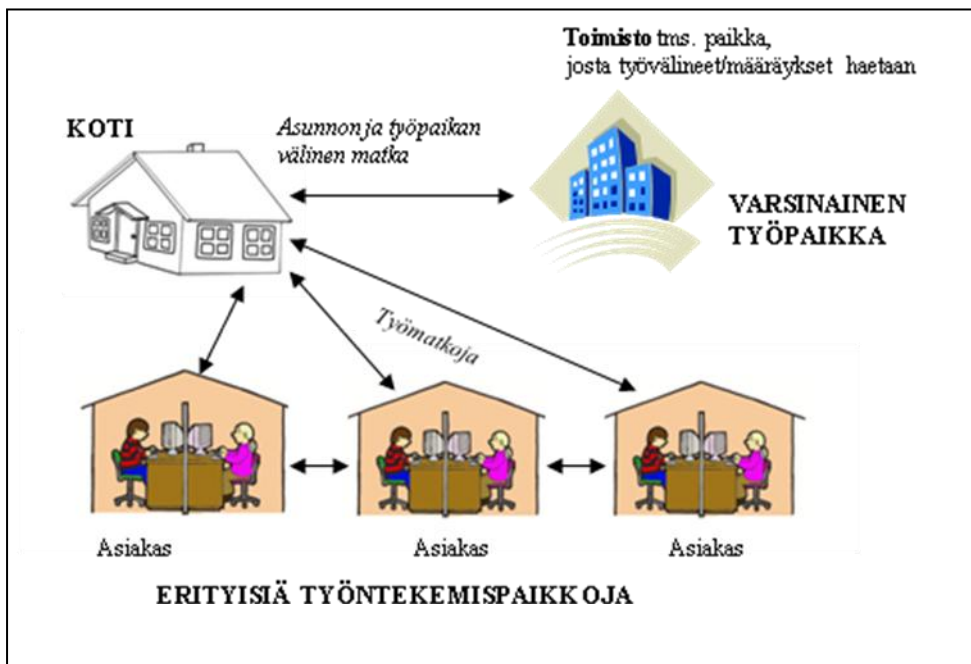 Toimisto tms. paikka,
josta työvälineet/määräykset haetaan
KOTI
Asunnon ja työpaikan
välinen matka
VARSINAINEN
TYÖPAIKKA
Työmatkoja
Asiakas
Asiakas
Asiakas
ERITYISIÄ TYÖNTEKEMISPAIKKOJA